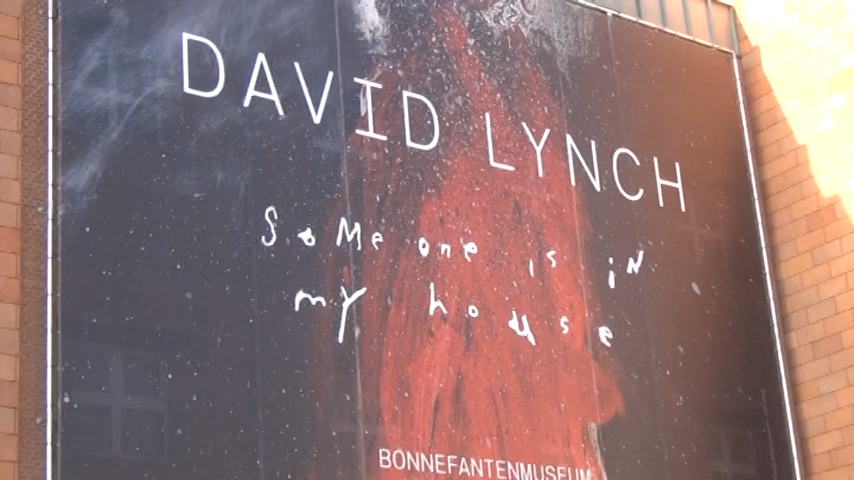 DAVID LYNCH
SoMe one is iN
my house
BONNEFANTENMUSEUM